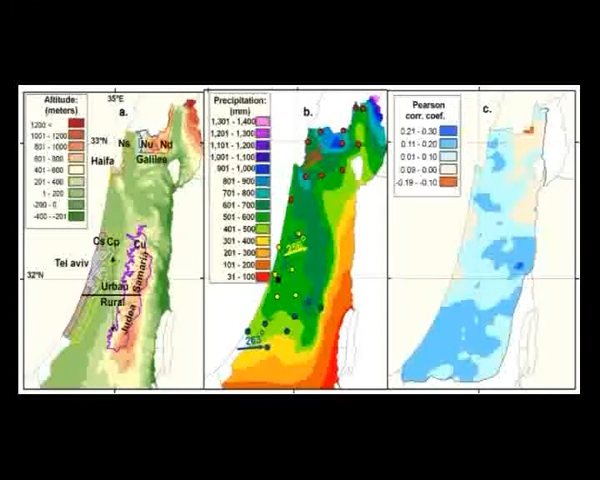 Altitude:
(meters)
1200 <
1001 - 1200
801 - 1000
601 - 800
401 - 600
201 - 400
1 - 200
-200 - 0
-400 - -201
35°E
a.
33°N
Ns
Nu
Nd
Galilee
Haifa
Cs
Cp
Cu
Tel aviv
32°N
Urban
Rural
Samaria
Judea
Precipitation:
(mm)
1,301 - 1,400
1,201 - 1,300
1,101 - 1,200
1,001 - 1,100
901 - 1,000
801 - 900
701 - 800
601 - 700
501 - 600
401 - 500
301 - 400
201 - 300
101 - 200
31 - 100
b.
263
Pearson
corr. coef.
0.21 - 0.30
0.11 - 0.20
0.01 - 0.10
0.09 - 0.00
-0.19 - -0.10
c.